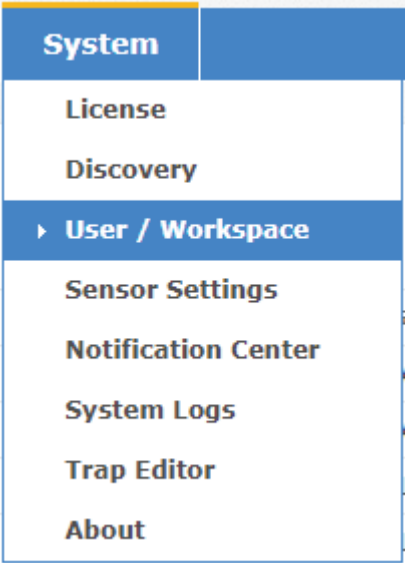 System
License
Discovery
User / Workspace
Sensor Settings
Notification Center
System Logs
Trap Editor
About